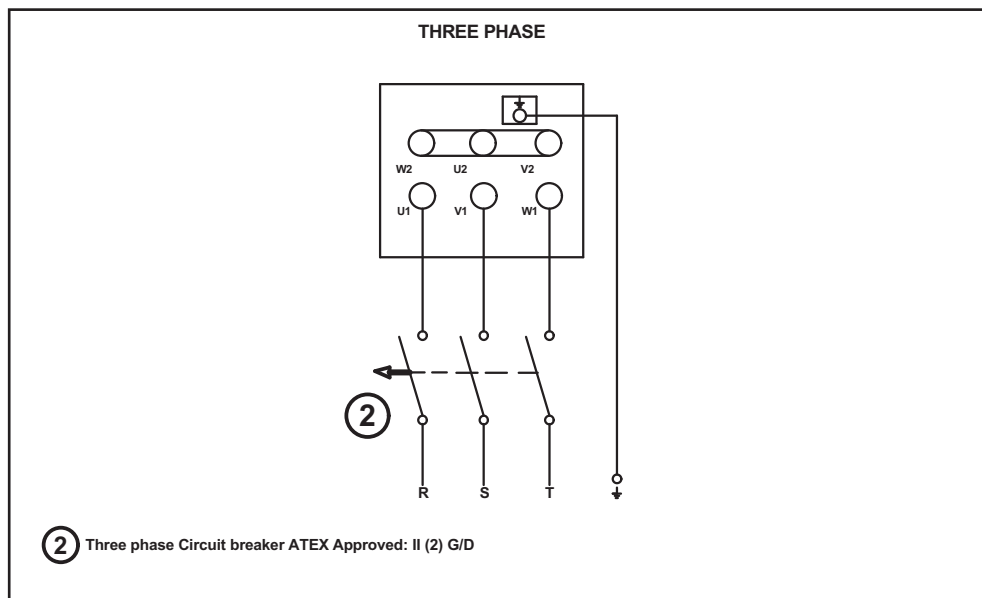 THREE PHASE
W2 U2 V2
U1 V1 W1
2
R S T
2 Three phase Circuit breaker ATEX Approved: II (2) G/D